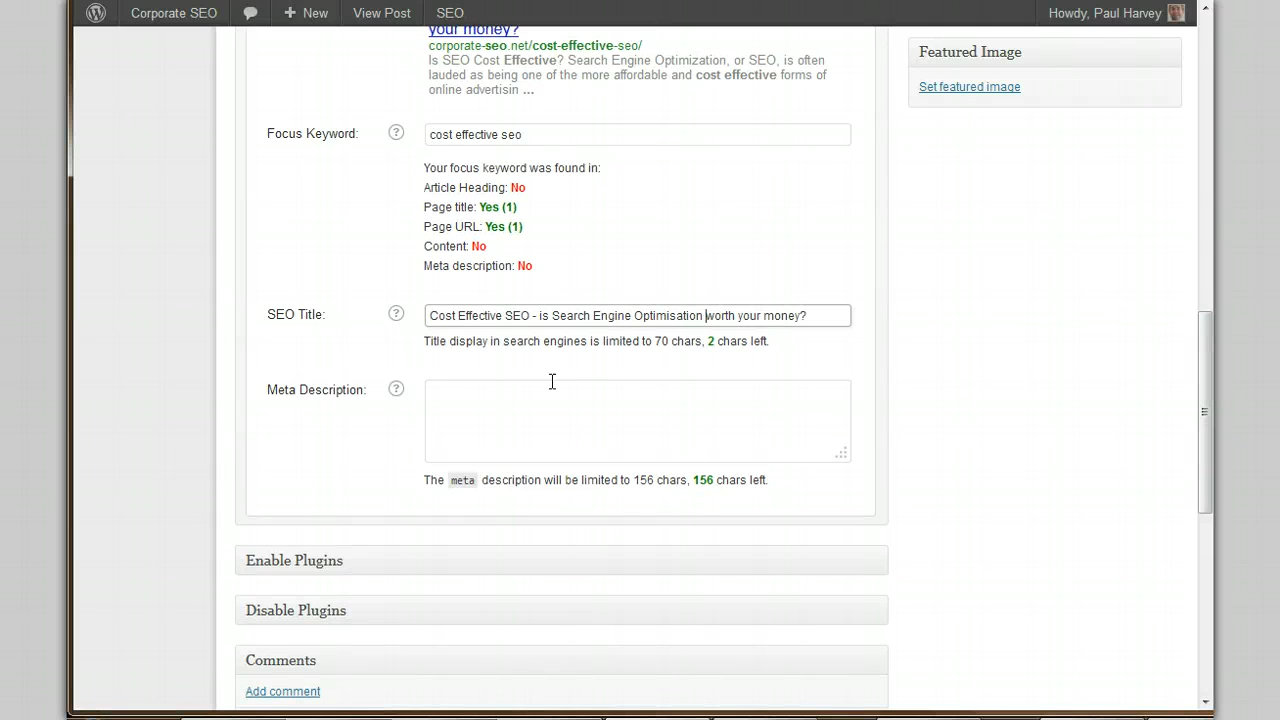 Corporate SEO New View Post SEO Howdy, Paul Harvey
your money?
corporate-seo.net/cost-effective-seo/
Is SEO Cost Effective? Search Engine Optimization, or SEO, is often
lauded as being one of the more affordable and cost effective forms of
online advertisin ...
Featured Image
Set featured image
Focus Keyword: ? cost effective seo
Your focus keyword was found in:
Article Heading: No
Page title: Yes (1)
Page URL: Yes (1)
Content: No
Meta description: No
SEO Title: ? Cost Effective SEO - is Search Engine Optimisation worth your money?
Title display in search engines is limited to 70 chars, 2 chars left.
Meta Description: ?
The meta description will be limited to 156 chars, 156 chars left.
Enable Plugins
Disable Plugins
Comments
Add comment